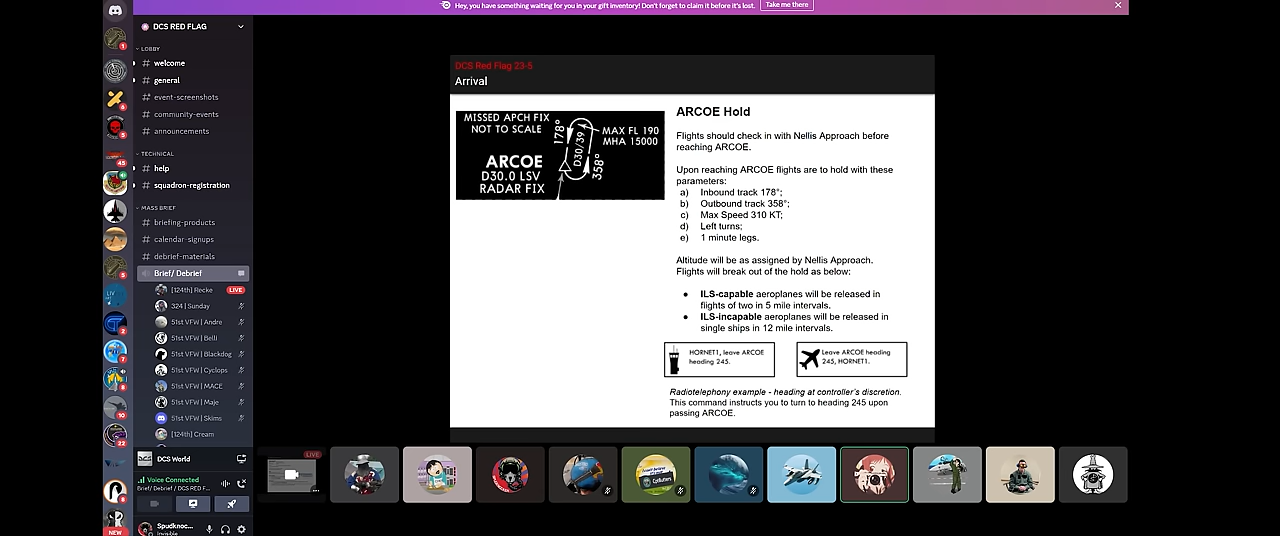 Hey, you have something waiting for you in your gift inventory! Don't forget to claim it before it's lost.
Take me there
DCS RED FLAG
LOBBY
welcome
general
event-screenshots
community-events
announcements
TECHNICAL
help
squadron-registration
MASS BRIEF
briefing-products
calendar-signups
debrief-materials
Brief/ Debrief
[124th] Recke
LIVE
324 | Sunday
51st VFW | Andre
51st VFW | Belli
51st VFW | Blackdog
51st VFW | Cyclops
51st VFW | MACE
51st VFW | Maje
51st VFW | Skims
[124th] Cream
DCS World
Voice Connected
Brief/ Debrief / DCS RED F...
Spudknoc...
Invisible
NEW
DCS Red Flag 23-5
Arrival
MISSED APCH FIX
NOT TO SCALE
178°
D30/39
358°
MAX FL 190
MHA 15000
ARCOE
D30.0 LSV
RADAR FIX
ARCOE Hold
Flights should check in with Nellis Approach before
reaching ARCOE.
Upon reaching ARCOE flights are to hold with these
parameters:
a) Inbound track 178°;
b) Outbound track 358°;
c) Max Speed 310 KT;
d) Left turns;
e) 1 minute legs.
Altitude will be as assigned by Nellis Approach.
Flights will break out of the hold as below:
● ILS-capable aeroplanes will be released in
flights of two in 5 mile intervals.
● ILS-incapable aeroplanes will be released in
single ships in 12 mile intervals.
HORNET1, leave ARCOE
heading 245.
Leave ARCOE heading
245, HORNET1.
Radiotelephony example - heading at controller's discretion.
This command instructs you to turn to heading 245 upon
passing ARCOE.
LIVE